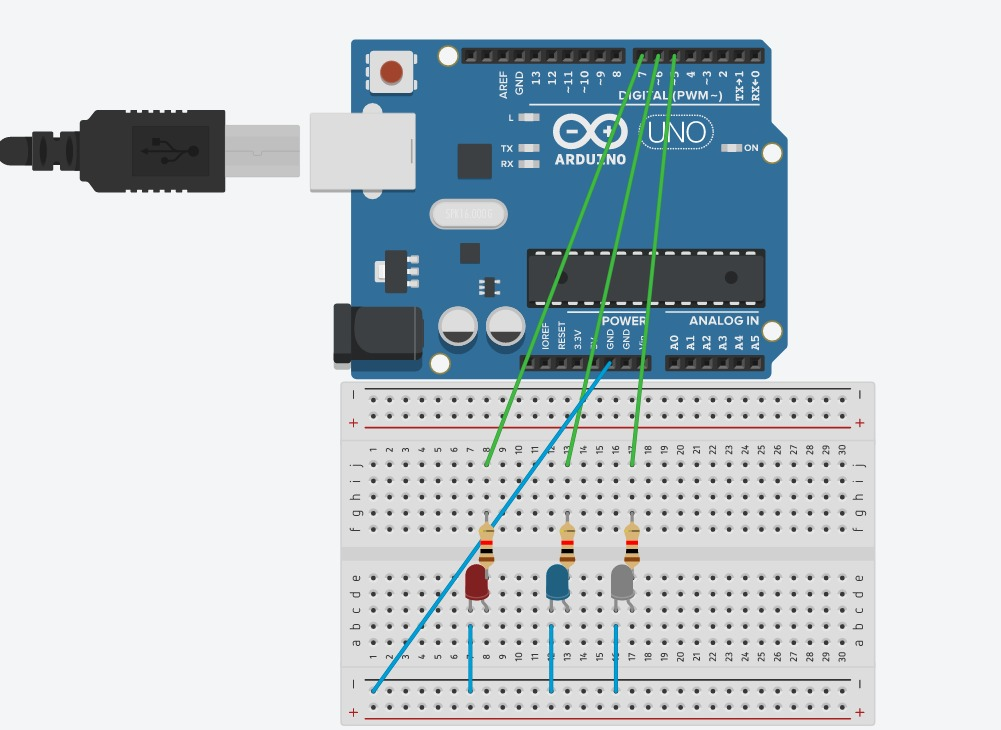 AREF
GND
13
12
~11
~10
~9
8
7
~6
~5
4
~3
2
TX→1
RX←0
DIGITAL (PWM~)
L
TX
RX
ARDUINO
UNO
ON
IOREF
RESET
3.3V
GND
GND
Vin
POWER
ANALOG IN
A0
A1
A2
A3
A4
A5
− −
+ +
1 2 3 4 5 6 7 8 9 10 11 12 13 14 15 16 17 18 19 20 21 22 23 24 25 26 27 28 29 30
j j
i i
h h
g g
f f
e e
d d
c c
b b
a a
1 2 3 4 5 6 7 8 9 10 11 12 13 14 15 16 17 18 19 20 21 22 23 24 25 26 27 28 29 30
− −
+ +